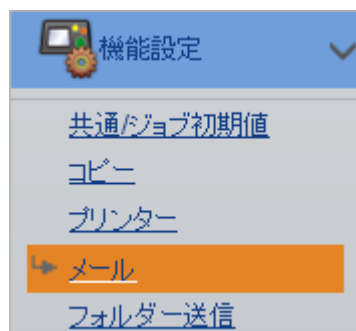 機能設定
共通/ジョブ初期値
コピー
プリンター
メール
フォルダー送信